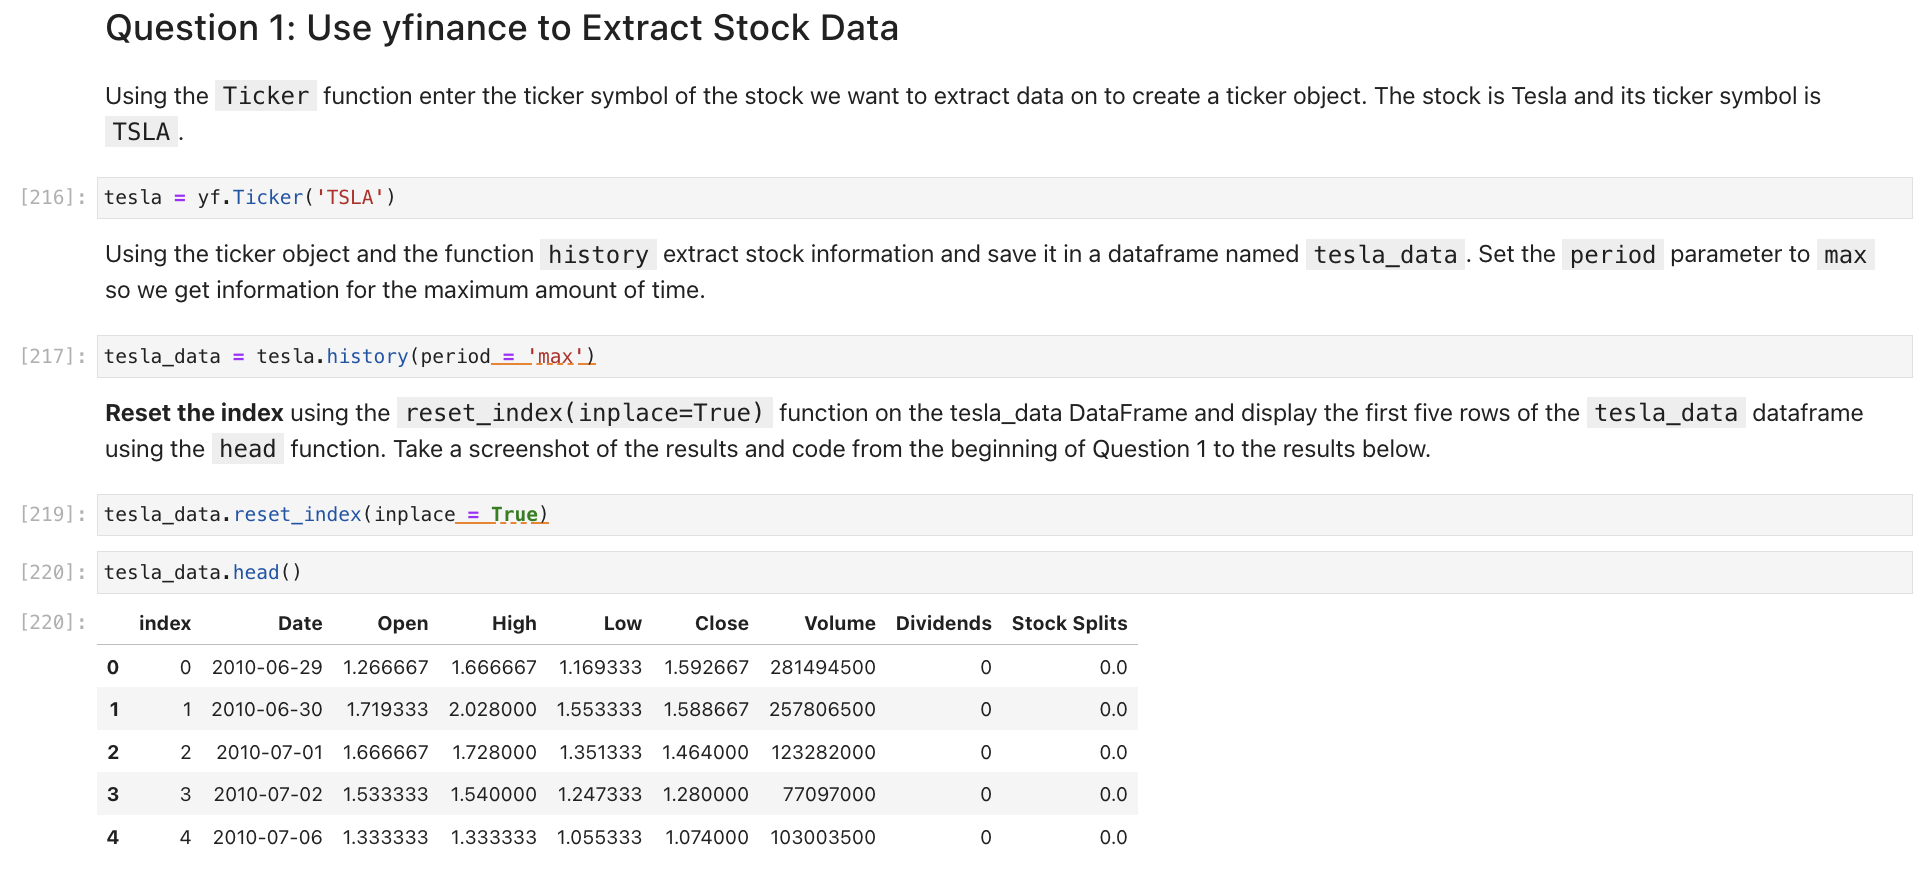 Question 1: Use yfinance to Extract Stock Data
Using the Ticker function enter the ticker symbol of the stock we want to extract data on to create a ticker object. The stock is Tesla and its ticker symbol is
TSLA .
[216]: tesla = yf.Ticker('TSLA')
Using the ticker object and the function history extract stock information and save it in a dataframe named tesla_data . Set the period parameter to max
so we get information for the maximum amount of time.
[217]: tesla_data = tesla.history(period = 'max')
Reset the index using the reset_index(inplace=True) function on the tesla_data DataFrame and display the first five rows of the tesla_data dataframe
using the head function. Take a screenshot of the results and code from the beginning of Question 1 to the results below.
[219]: tesla_data.reset_index(inplace = True)
[220]: tesla_data.head()
[220]: index Date Open High Low Close Volume Dividends Stock Splits
0 0 2010-06-29 1.266667 1.666667 1.169333 1.592667 281494500 0 0.0
1 1 2010-06-30 1.719333 2.028000 1.553333 1.588667 257806500 0 0.0
2 2 2010-07-01 1.666667 1.728000 1.351333 1.464000 123282000 0 0.0
3 3 2010-07-02 1.533333 1.540000 1.247333 1.280000 77097000 0 0.0
4 4 2010-07-06 1.333333 1.333333 1.055333 1.074000 103003500 0 0.0